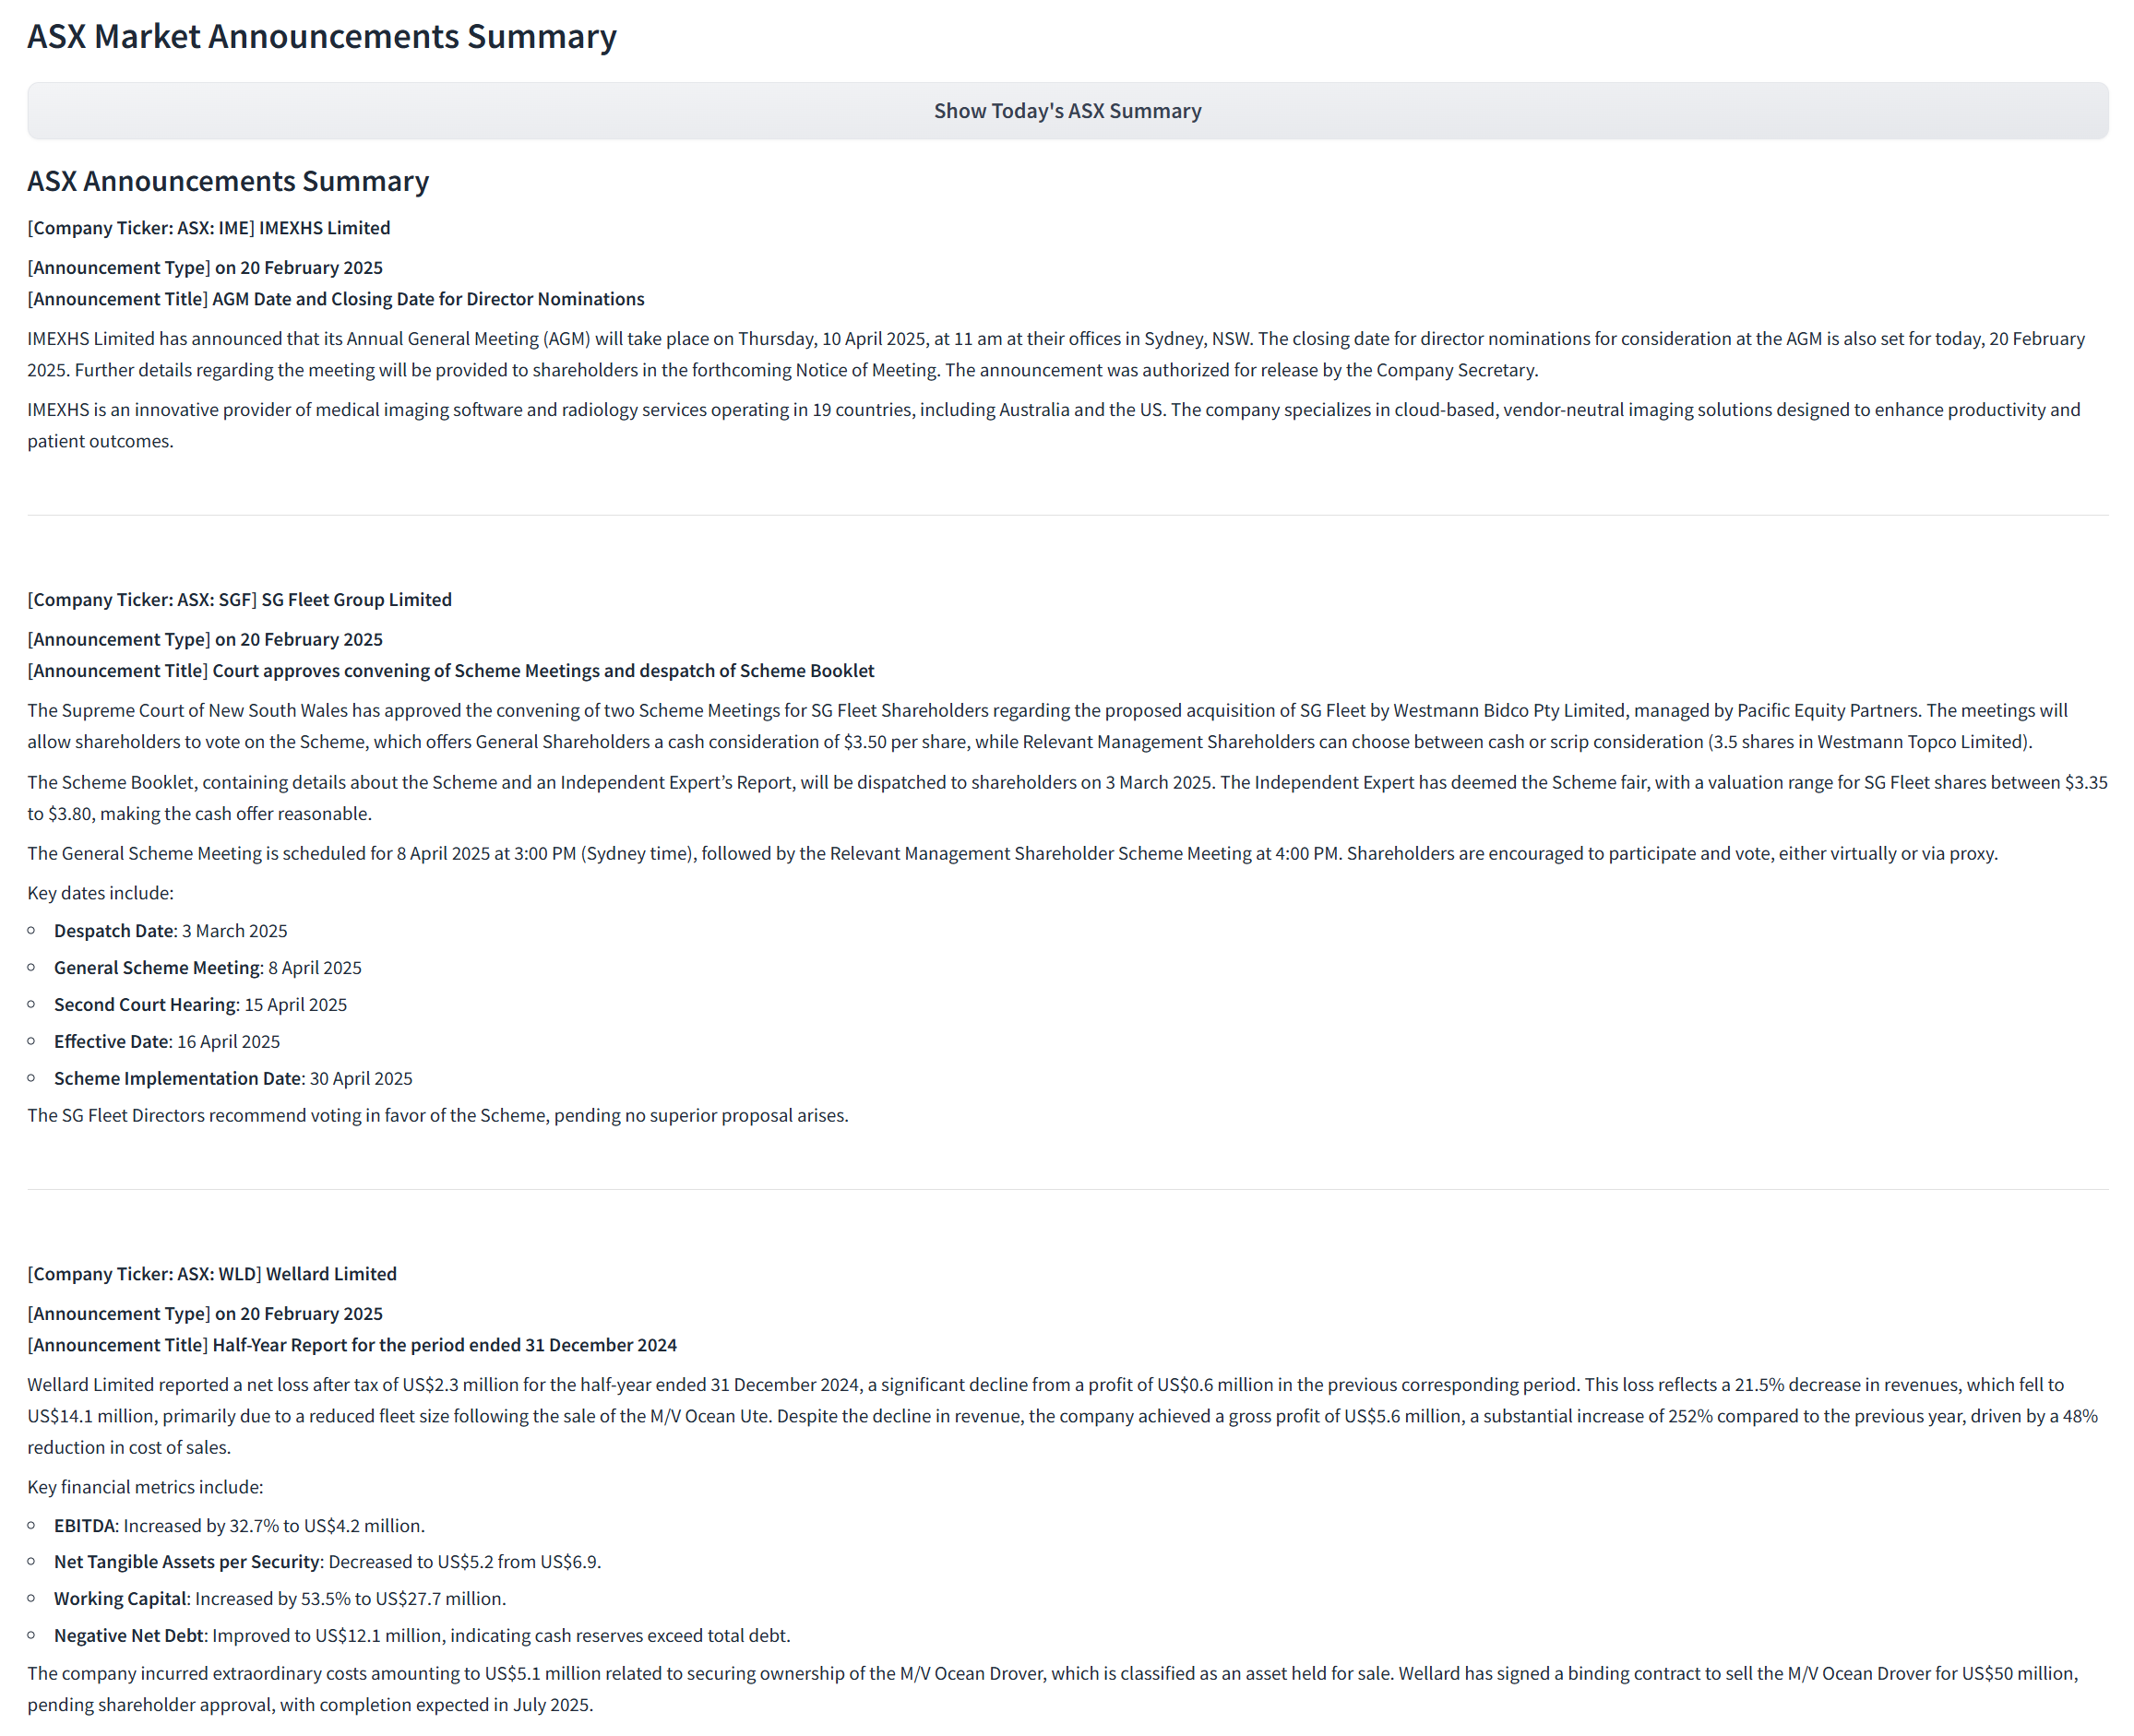 ASX Market Announcements Summary
Show Today's ASX Summary
ASX Announcements Summary
[Company Ticker: ASX: IME] IMEXHS Limited
[Announcement Type] on 20 February 2025
[Announcement Title] AGM Date and Closing Date for Director Nominations
IMEXHS Limited has announced that its Annual General Meeting (AGM) will take place on Thursday, 10 April 2025, at 11 am at their offices in Sydney, NSW. The closing date for director nominations for consideration at the AGM is also set for today, 20 February
2025. Further details regarding the meeting will be provided to shareholders in the forthcoming Notice of Meeting. The announcement was authorized for release by the Company Secretary.
IMEXHS is an innovative provider of medical imaging software and radiology services operating in 19 countries, including Australia and the US. The company specializes in cloud-based, vendor-neutral imaging solutions designed to enhance productivity and
patient outcomes.
[Company Ticker: ASX: SGF] SG Fleet Group Limited
[Announcement Type] on 20 February 2025
[Announcement Title] Court approves convening of Scheme Meetings and despatch of Scheme Booklet
The Supreme Court of New South Wales has approved the convening of two Scheme Meetings for SG Fleet Shareholders regarding the proposed acquisition of SG Fleet by Westmann Bidco Pty Limited, managed by Pacific Equity Partners. The meetings will
allow shareholders to vote on the Scheme, which offers General Shareholders a cash consideration of $3.50 per share, while Relevant Management Shareholders can choose between cash or scrip consideration (3.5 shares in Westmann Topco Limited).
The Scheme Booklet, containing details about the Scheme and an Independent Expert’s Report, will be dispatched to shareholders on 3 March 2025. The Independent Expert has deemed the Scheme fair, with a valuation range for SG Fleet shares between $3.35
to $3.80, making the cash offer reasonable.
The General Scheme Meeting is scheduled for 8 April 2025 at 3:00 PM (Sydney time), followed by the Relevant Management Shareholder Scheme Meeting at 4:00 PM. Shareholders are encouraged to participate and vote, either virtually or via proxy.
Key dates include:
Despatch Date: 3 March 2025
General Scheme Meeting: 8 April 2025
Second Court Hearing: 15 April 2025
Effective Date: 16 April 2025
Scheme Implementation Date: 30 April 2025
The SG Fleet Directors recommend voting in favor of the Scheme, pending no superior proposal arises.
[Company Ticker: ASX: WLD] Wellard Limited
[Announcement Type] on 20 February 2025
[Announcement Title] Half-Year Report for the period ended 31 December 2024
Wellard Limited reported a net loss after tax of US$2.3 million for the half-year ended 31 December 2024, a significant decline from a profit of US$0.6 million in the previous corresponding period. This loss reflects a 21.5% decrease in revenues, which fell to
US$14.1 million, primarily due to a reduced fleet size following the sale of the M/V Ocean Ute. Despite the decline in revenue, the company achieved a gross profit of US$5.6 million, a substantial increase of 252% compared to the previous year, driven by a 48%
reduction in cost of sales.
Key financial metrics include:
EBITDA: Increased by 32.7% to US$4.2 million.
Net Tangible Assets per Security: Decreased to US$5.2 from US$6.9.
Working Capital: Increased by 53.5% to US$27.7 million.
Negative Net Debt: Improved to US$12.1 million, indicating cash reserves exceed total debt.
The company incurred extraordinary costs amounting to US$5.1 million related to securing ownership of the M/V Ocean Drover, which is classified as an asset held for sale. Wellard has signed a binding contract to sell the M/V Ocean Drover for US$50 million,
pending shareholder approval, with completion expected in July 2025.